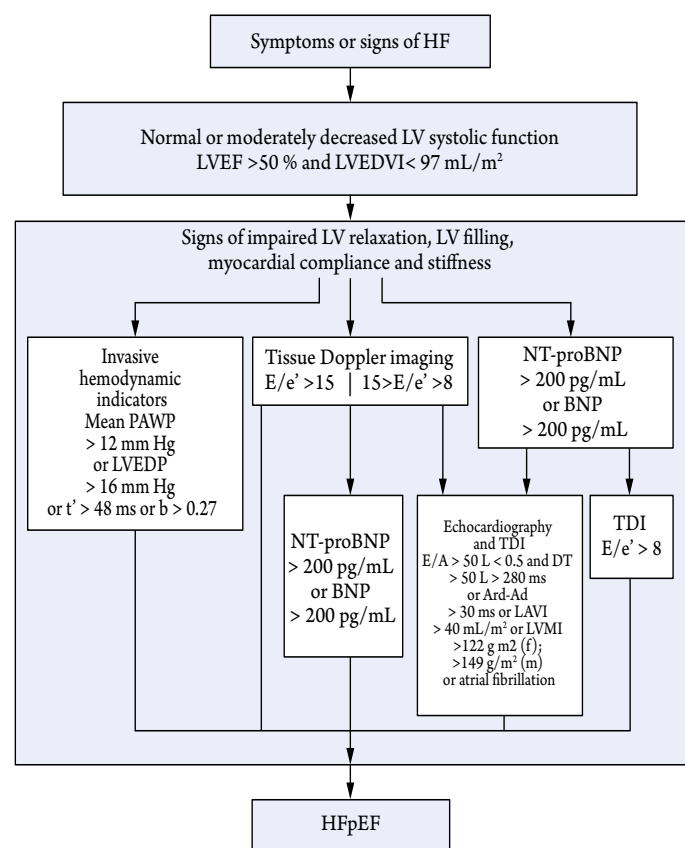 Symptoms or signs of HF
Normal or moderately decreased LV systolic function
LVEF >50 % and LVEDVI< 97 mL/m²
Signs of impaired LV relaxation, LV filling,
myocardial compliance and stiffness
Invasive
hemodynamic
indicators
Mean PAWP
> 12 mm Hg
or LVEDP
> 16 mm Hg
or t’ > 48 ms or b > 0.27
Tissue Doppler imaging
E/e’ >15 | 15>E/e’ >8
NT-proBNP
> 200 pg/mL
or BNP
> 200 pg/mL
NT-proBNP
> 200 pg/mL
or BNP
> 200 pg/mL
Echocardiography
and TDI
E/A > 50 L < 0.5 and DT
> 50 L > 280 ms
or Ard-Ad
> 30 ms or LAVI
> 40 mL/m² or LVMI
>122 g m2 (f);
>149 g/m² (m)
or atrial fibrillation
TDI
E/e’ > 8
HFpEF